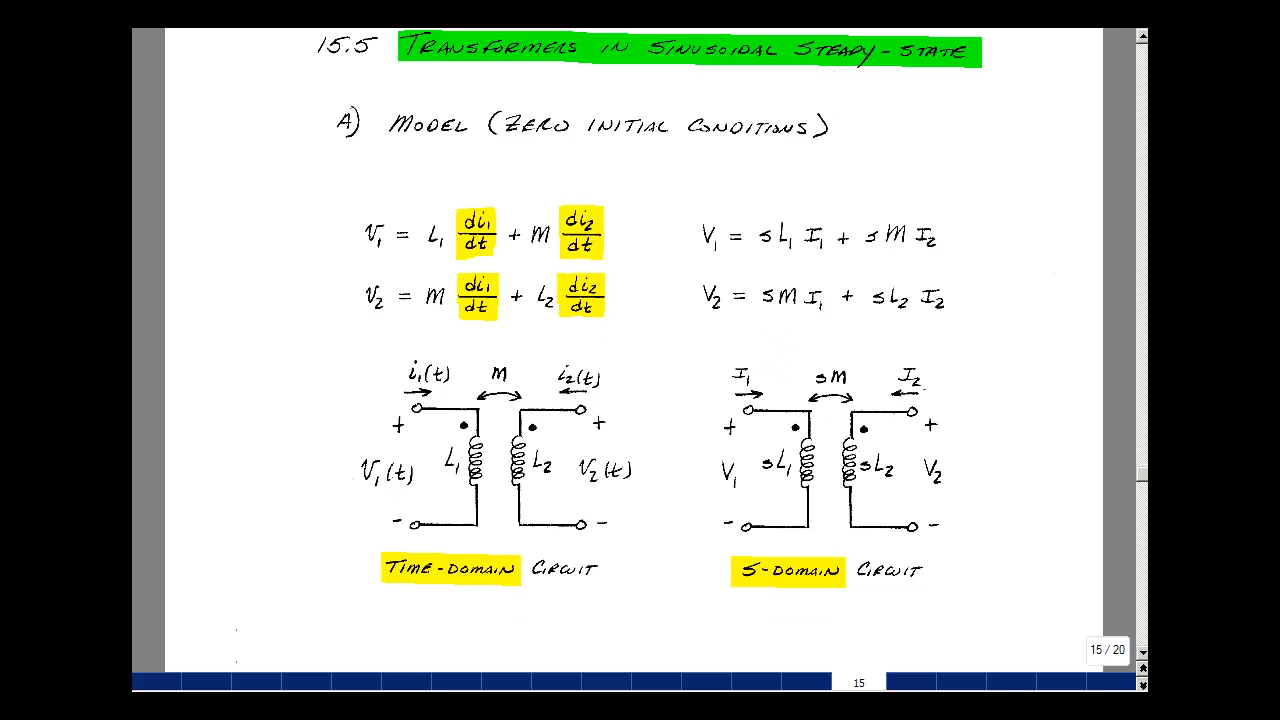 15.5 TRANSFORMERS IN SINUSOIDAL STEADY-STATE
A) MODEL (ZERO INITIAL CONDITIONS)
v₁ = L₁ di₁/dt + M di₂/dt
V₁ = sL₁ I₁ + sM I₂
v₂ = M di₁/dt + L₂ di₂/dt
V₂ = sM I₁ + sL₂ I₂
i₁(t) M i₂(t)
I₁ sM I₂
+ +
+ +
v₁(t) L₁ L₂ v₂(t)
V₁ sL₁ sL₂ V₂
- -
- -
TIME-DOMAIN CIRCUIT
S-DOMAIN CIRCUIT
15 / 20
15